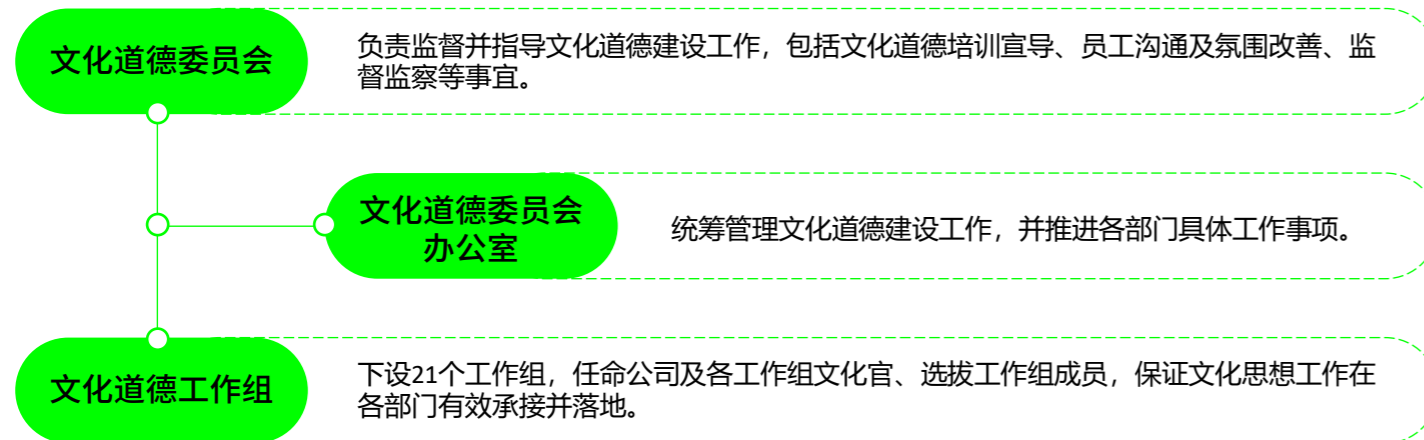 文化道德委员会
负责监督并指导文化道德建设工作，包括文化道德培训宣导、员工沟通及氛围改善、监
督监察等事宜。
文化道德委员会
办公室
统筹管理文化道德建设工作，并推进各部门具体工作事项。
文化道德工作组
下设21个工作组，任命公司及各工作组文化官、选拔工作组成员，保证文化思想工作在
各部门有效承接并落地。